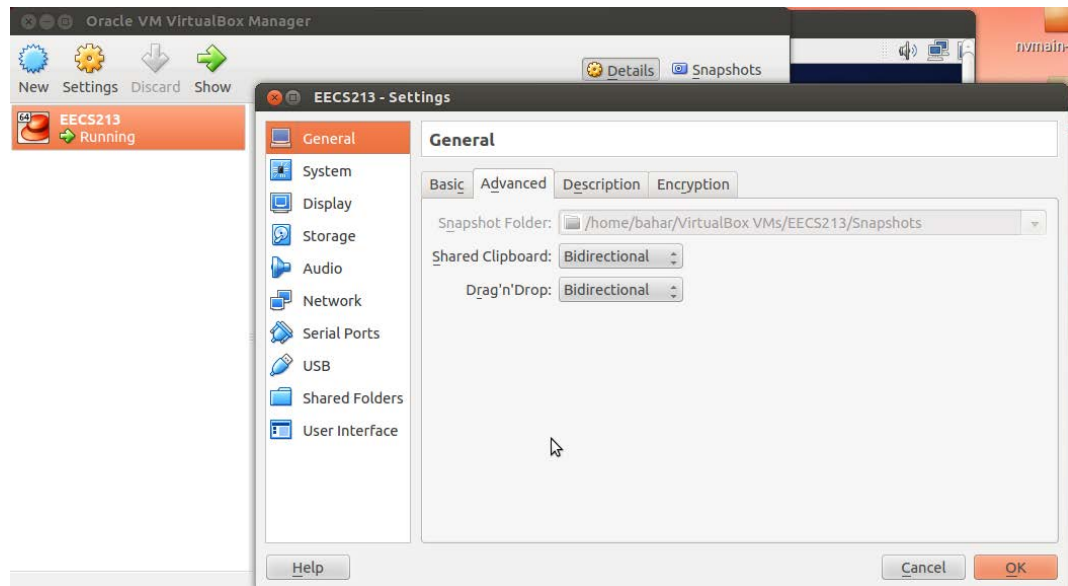 Oracle VM VirtualBox Manager
New Settings Discard Show
Details Snapshots
64
EECS213
Running
EECS213 - Settings
General
System
Display
Storage
Audio
Network
Serial Ports
USB
Shared Folders
User Interface
General
Basic Advanced Description Encryption
Snapshot Folder: /home/bahar/VirtualBox VMs/EECS213/Snapshots
Shared Clipboard: Bidirectional
Drag'n'Drop: Bidirectional
Help Cancel OK
nvmain-